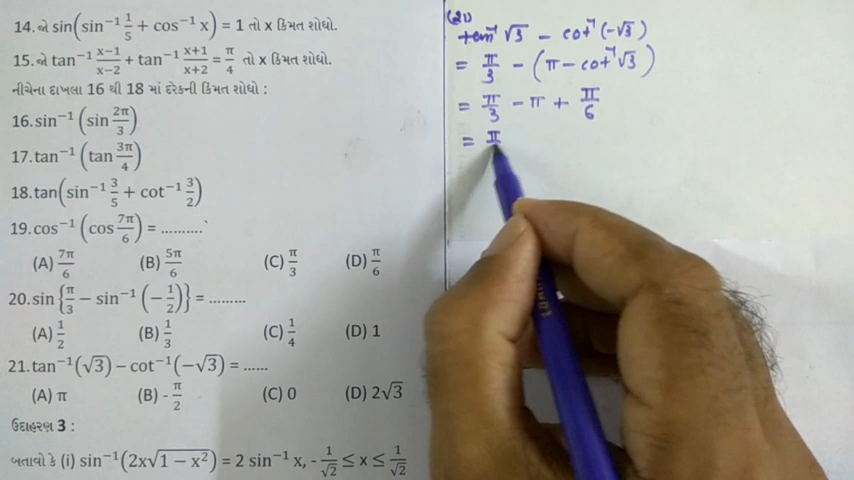 14. જો sin(sin⁻¹ 1/5 + cos⁻¹ x) = 1 તો x કિંમત શોધો.
15. જો tan⁻¹ (x−1)/(x−2) + tan⁻¹ (x+1)/(x+2) = π/4 તો x કિંમત શોધો.
નીચેના દાખલા 16 થી 18 માં દરેકની કિંમત શોધો :
16. sin⁻¹ (sin 2π/3)
17. tan⁻¹ (tan 3π/4)
18. tan(sin⁻¹ 3/5 + cot⁻¹ 3/2)
19. cos⁻¹ (cos 7π/6) = ..........
(A) 7π/6 (B) 5π/6 (C) π/3 (D) π/6
20. sin {π/3 − sin⁻¹ (−1/2)} = .........
(A) 1/2 (B) 1/3 (C) 1/4 (D) 1
21. tan⁻¹(√3) − cot⁻¹(−√3) = ......
(A) π (B) -π/2 (C) 0 (D) 2√3
ઉદાહરણ 3 :
બતાવો કે (i) sin⁻¹(2x√(1 − x²)) = 2 sin⁻¹ x, -1/√2 ≤ x ≤ 1/√2
(21)
tan⁻¹ √3 − cot⁻¹ (−√3)
= π/3 − (π − cot⁻¹ √3)
= π/3 − π + π/6
= π